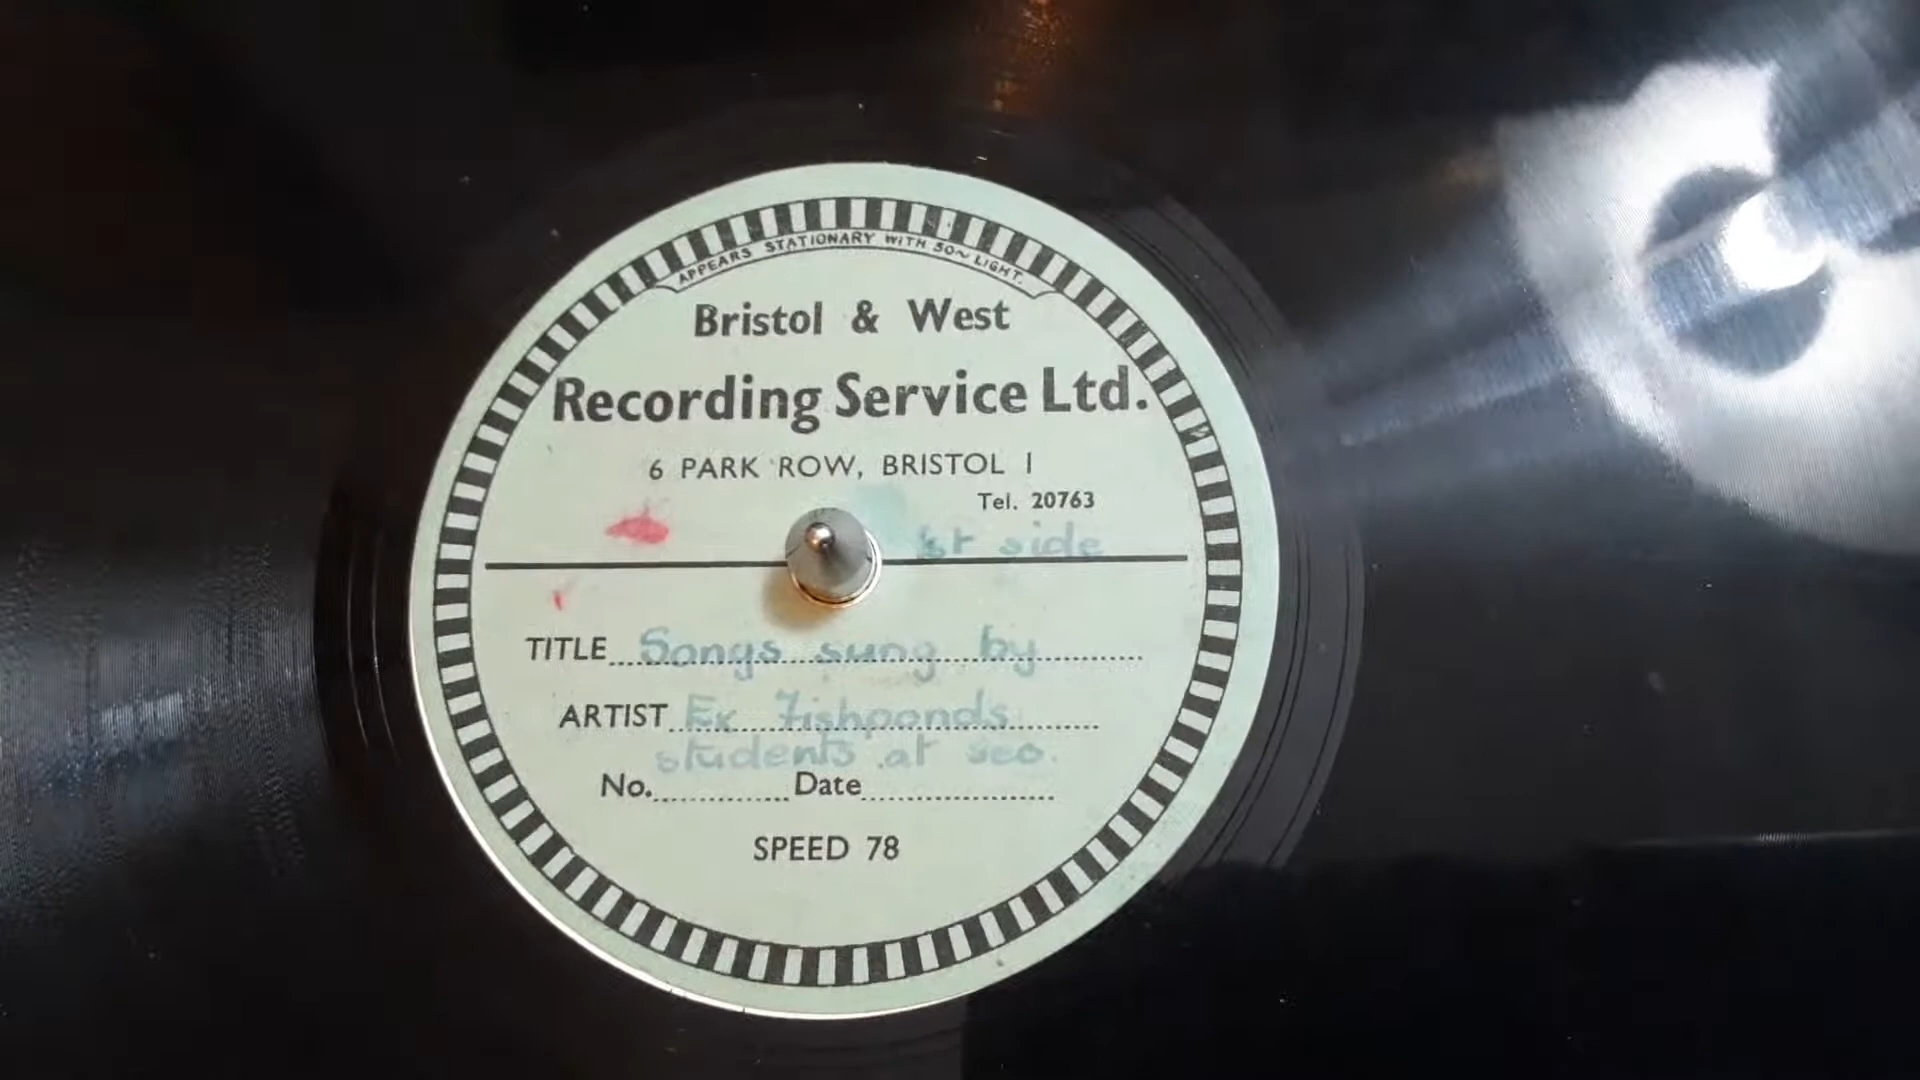 APPEARS STATIONARY WITH 50~ LIGHT.
Bristol & West
Recording Service Ltd.
6 PARK ROW, BRISTOL 1
Tel. 20763
1st side
TITLE Songs sung by
ARTIST Ex Fishponds
students at seo.
No. Date
SPEED 78